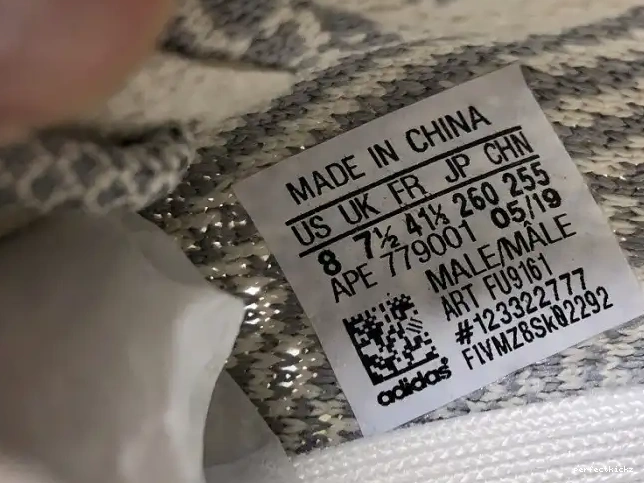 MADE IN CHINA
US UK FR JP CHN
8 7½ 41⅓ 260 255
APE 779001 05/19
MALE/MÂLE
ART FU9161
#123322777
FIVMZ8SKQ2292
adidas